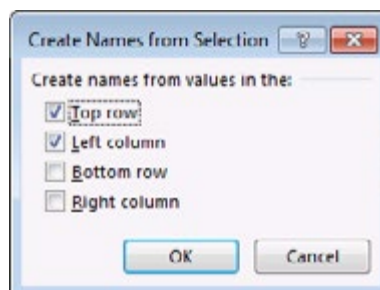 Create Names from Selection
Create names from values in the:
Top row
Left column
Bottom row
Right column
OK
Cancel